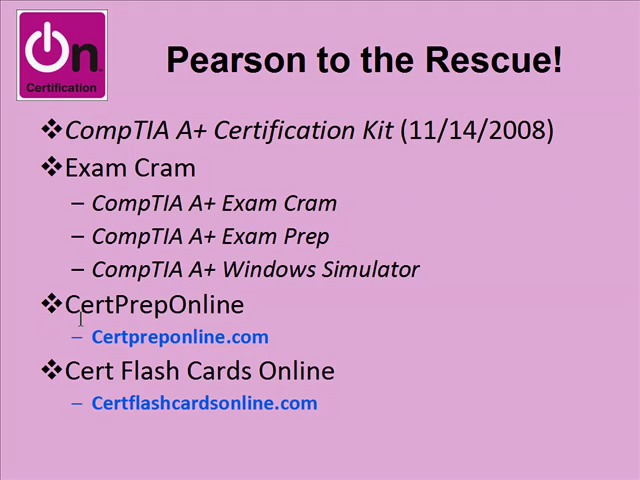 On
Certification
Pearson to the Rescue!
❖CompTIA A+ Certification Kit (11/14/2008)
❖Exam Cram
– CompTIA A+ Exam Cram
– CompTIA A+ Exam Prep
– CompTIA A+ Windows Simulator
❖CertPrepOnline
– Certpreponline.com
❖Cert Flash Cards Online
– Certflashcardsonline.com